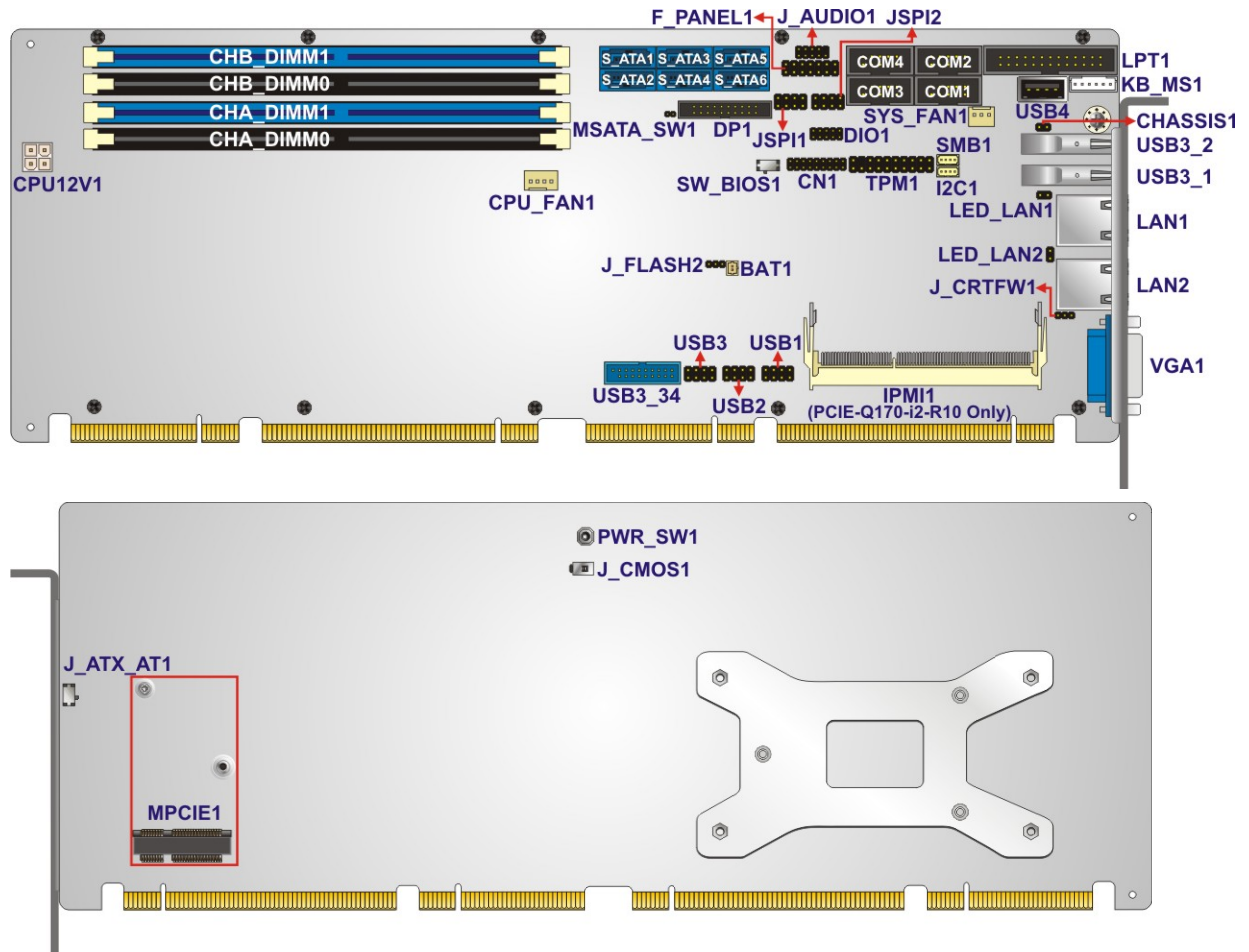 F_PANEL1 J_AUDIO1 JSPI2
CHB_DIMM1
CHB_DIMM0
CHA_DIMM1
CHA_DIMM0
S_ATA1 S_ATA3 S_ATA5
S_ATA2 S_ATA4 S_ATA6
COM4 COM2
COM3 COM1
LPT1
KB_MS1
USB4
CHASSIS1
SYS_FAN1
MSATA_SW1 DP1
JSPI1
DIO1
USB3_2
USB3_1
SMB1
I2C1
CPU12V1
CPU_FAN1
SW_BIOS1
CN1
TPM1
LED_LAN1
LAN1
LED_LAN2
J_FLASH2
BAT1
J_CRTFW1
LAN2
USB3
USB1
VGA1
USB3_34
USB2
IPMI1
(PCIE-Q170-i2-R10 Only)
PWR_SW1
J_CMOS1
J_ATX_AT1
MPCIE1